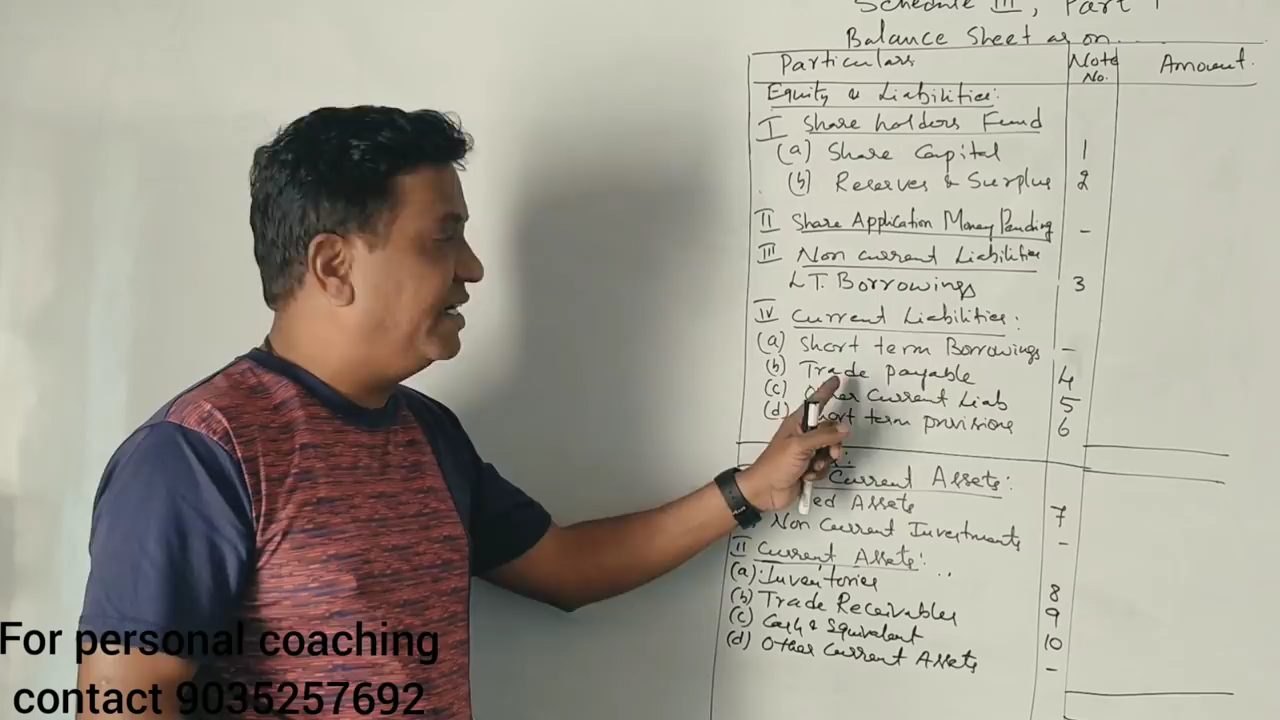 Schedule III, Part I
Balance Sheet as on....
Particulars Note No. Amount.
Equity & Liabilities:
I Share holders Fund
(a) Share Capital 1
(b) Reserves & Surplus 2
II Share Application Money Pending -
III Non current Liabilities
LT. Borrowings 3
IV Current Liabilities:
(a) Short term Borrowings -
(b) Trade payable 4
(c) Other Current Liab 5
(d) Short term provisions 6
Current Assets:
Assets 7
Non Current Investments -
II Current Assets:
(a) Inventories 8
(b) Trade Receivables 9
(c) Cash & Equivalent 10
(d) Other Current Assets -
For personal coaching
contact 9035257692